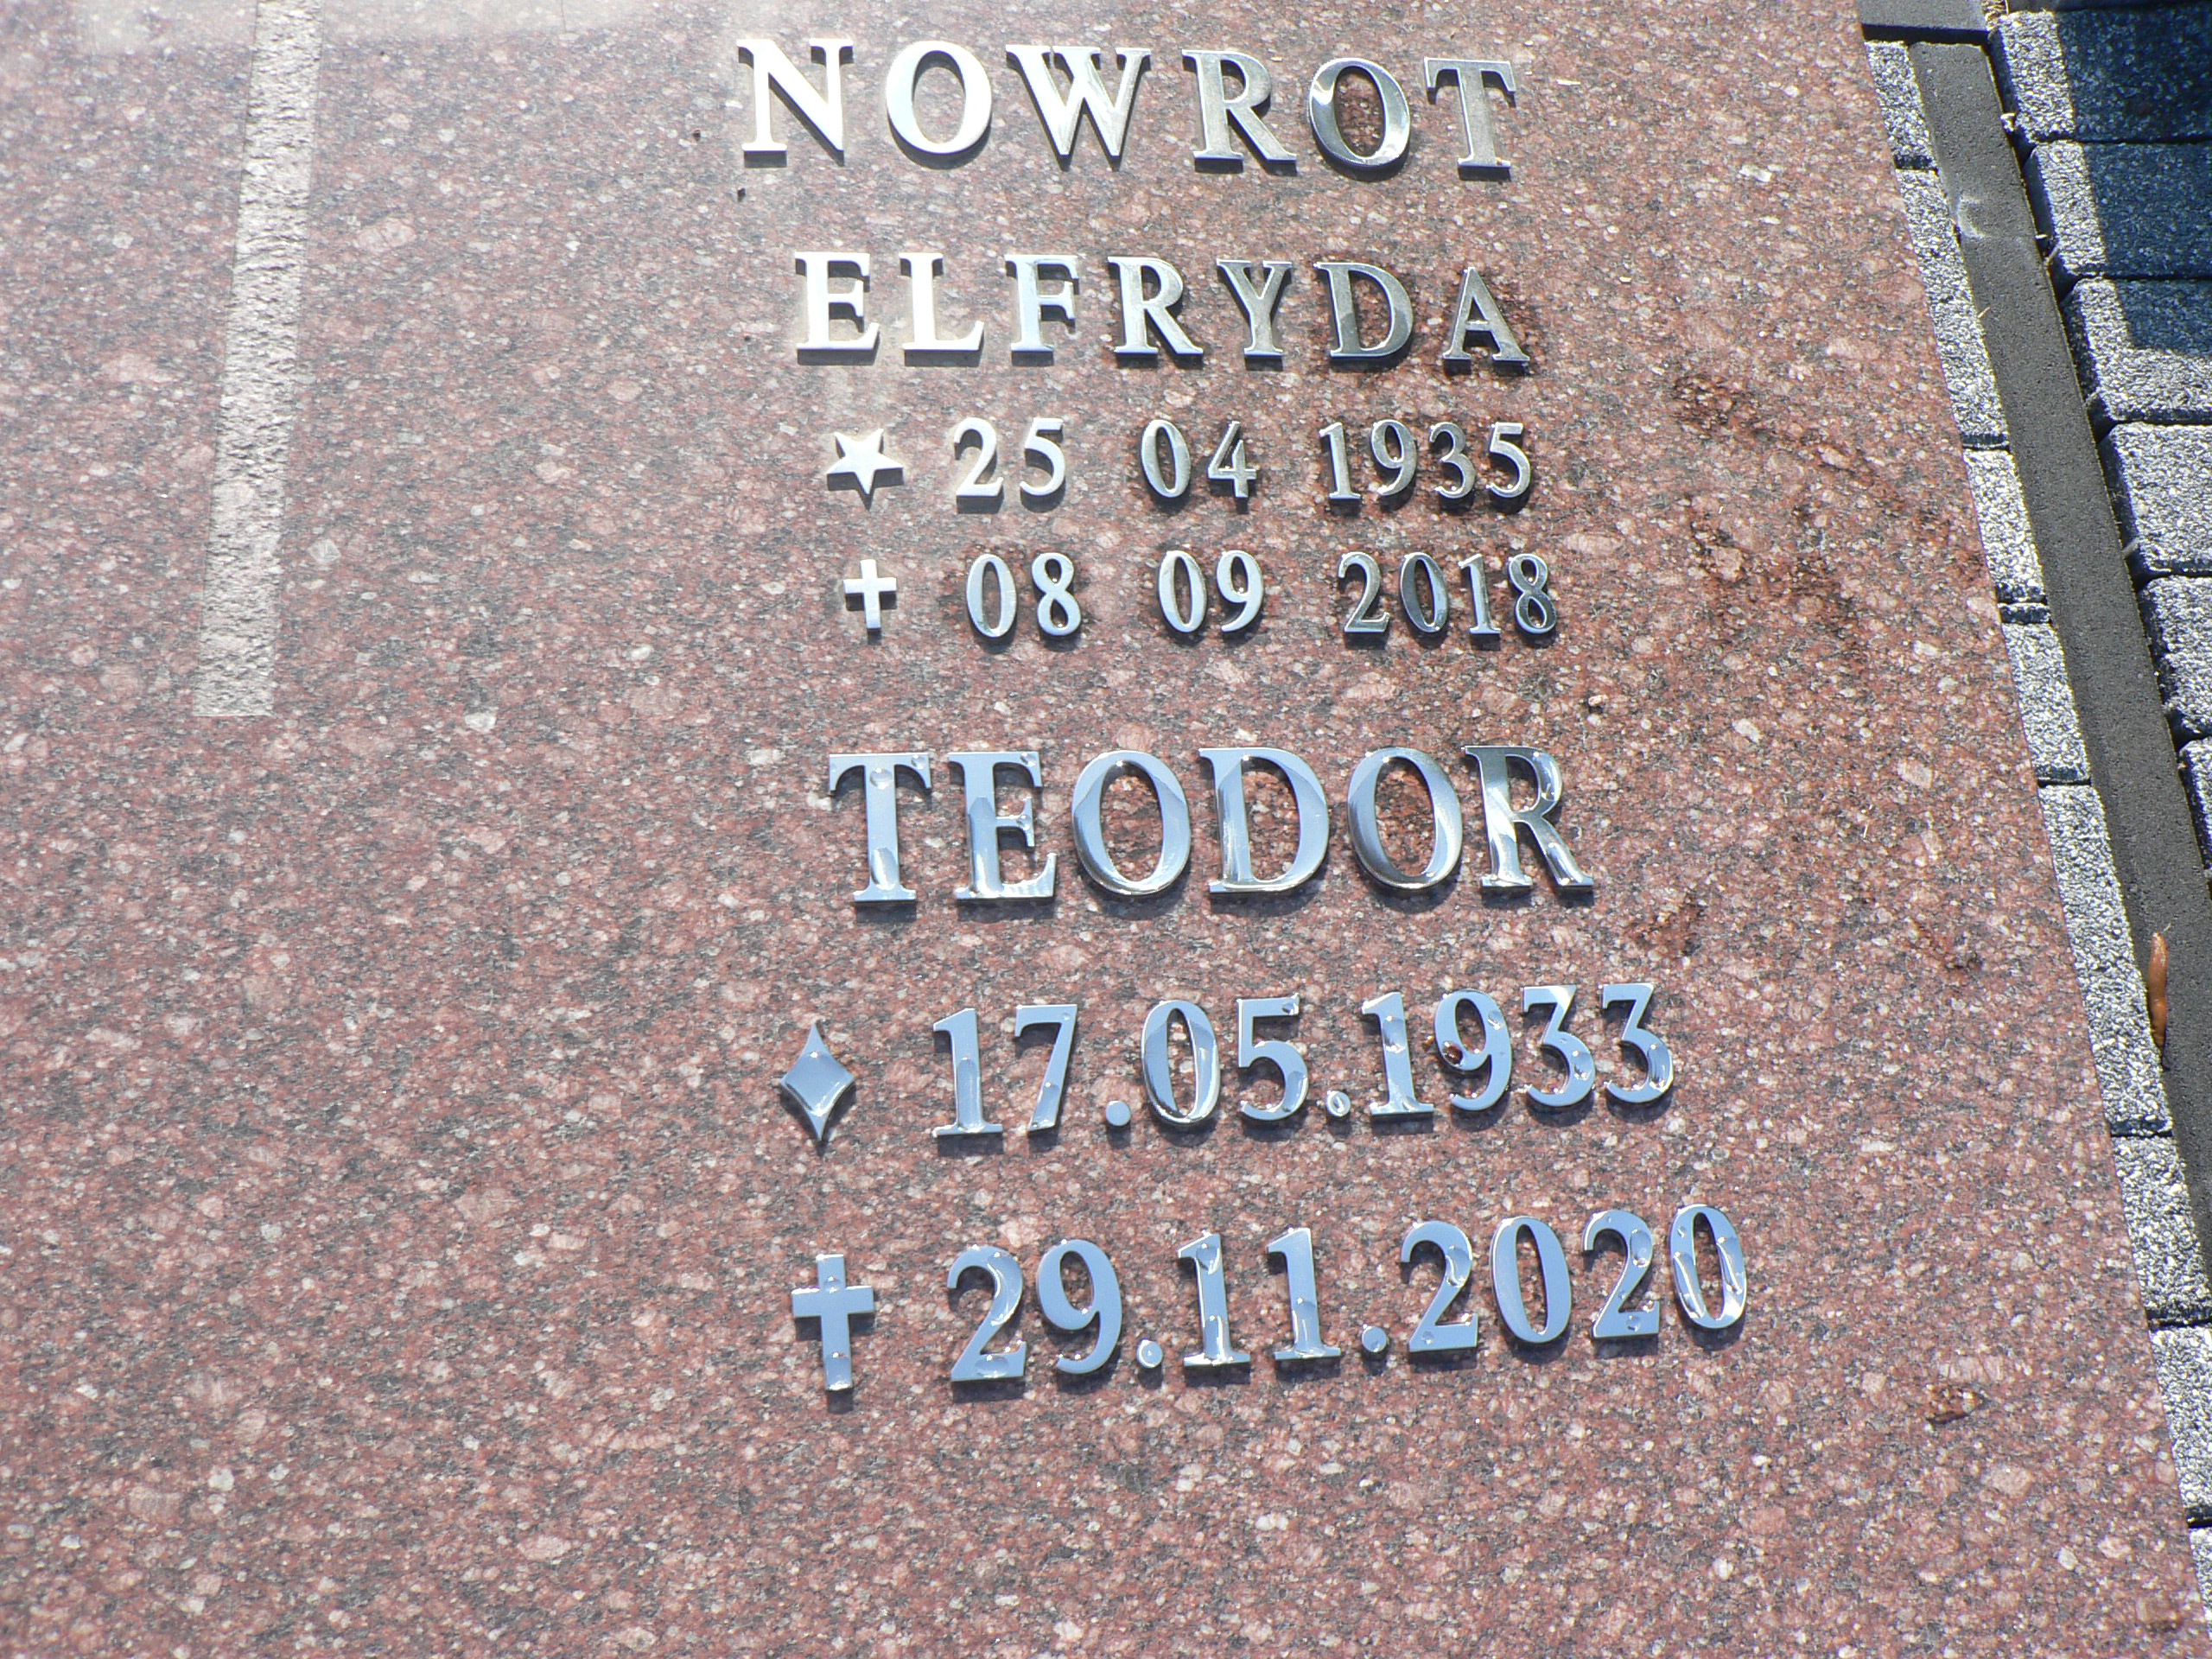 NOWROT
ELFRYDA
★ 25 04 1935
✝ 08 09 2018
TEODOR
✦ 17.05.1933
✝ 29.11.2020